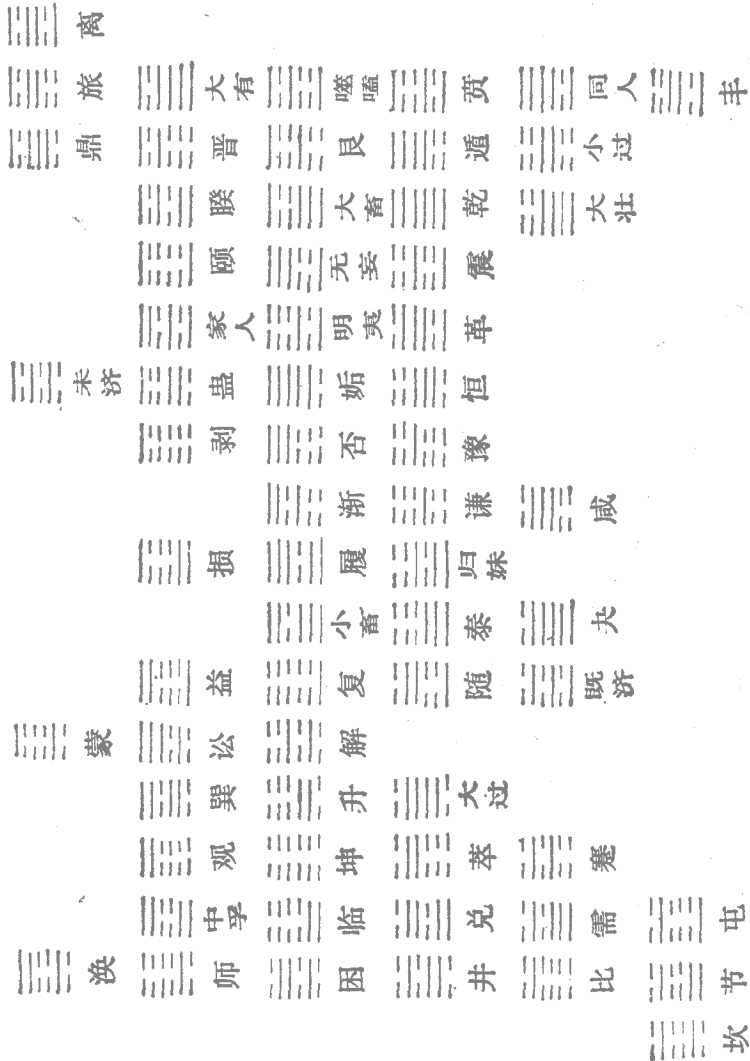 涣 蒙 未济 鼎 旅 离
师 中孚 观 巽 讼 益 损 剥 蛊 家人 颐 睽 晋 大有
困 临 坤 升 解 复 小畜 履 渐 否 姤 明夷 无妄 大畜 艮 噬嗑
井 兑 萃 大过 随 泰 归妹 谦 豫 恒 革 震 乾 遁 贲
比 需 蹇 既济 夬 咸 大壮 小过 同人
坎 节 屯 丰